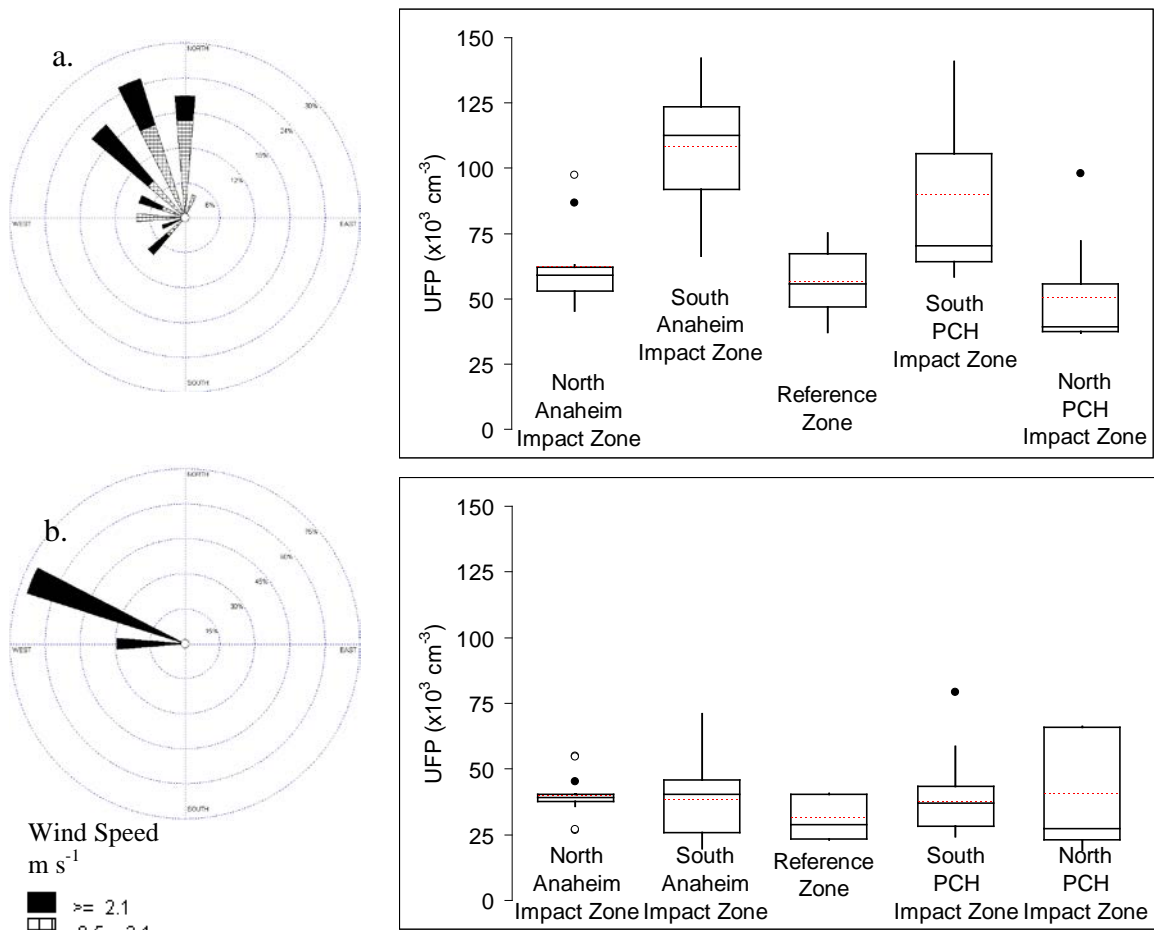 a.
NORTH
30%
24%
18%
12%
6%
WEST
EAST
SOUTH
150
125
100
75
50
25
0
UFP (x10³ cm⁻³)
North
Anaheim
Impact Zone
South
Anaheim
Impact Zone
Reference
Zone
South
PCH
Impact Zone
North
PCH
Impact Zone
b.
NORTH
75%
60%
45%
30%
15%
WEST
EAST
SOUTH
150
125
100
75
50
25
0
UFP (x10³ cm⁻³)
North
Anaheim
Impact Zone
South
Anaheim
Impact Zone
Reference
Zone
South
PCH
Impact Zone
North
PCH
Impact Zone
Wind Speed
m s⁻¹
>= 2.1